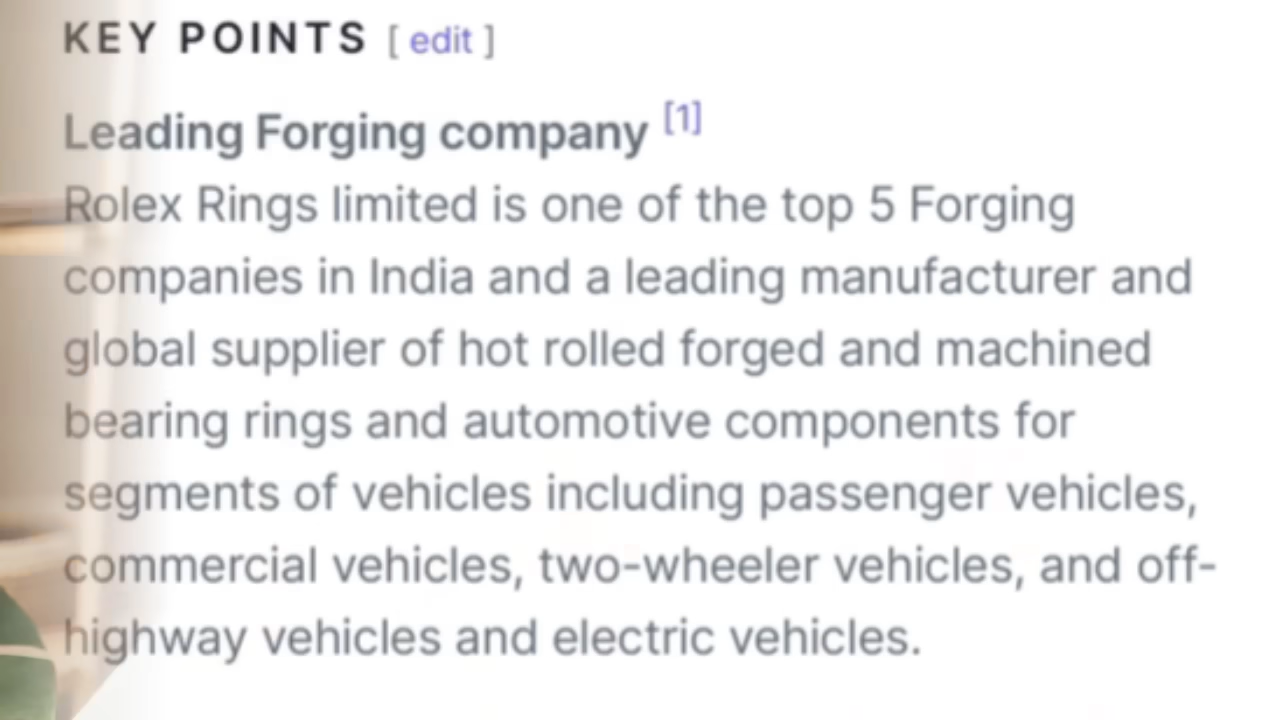 KEY POINTS [ edit ]
Leading Forging company [1]
Rolex Rings limited is one of the top 5 Forging
companies in India and a leading manufacturer and
global supplier of hot rolled forged and machined
bearing rings and automotive components for
segments of vehicles including passenger vehicles,
commercial vehicles, two-wheeler vehicles, and off-
highway vehicles and electric vehicles.